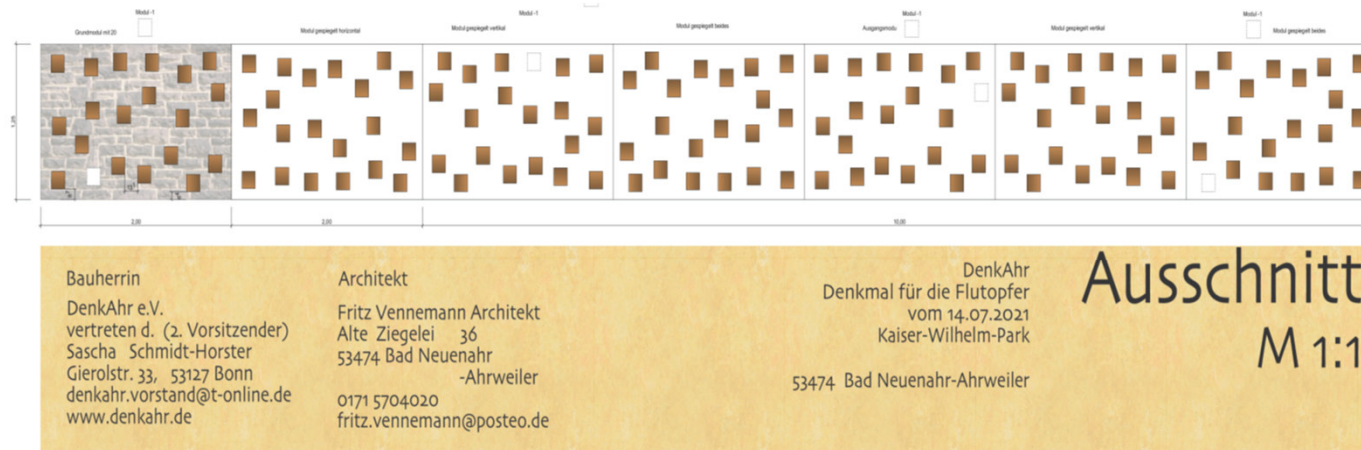 Modul -1
Modul -1
Modul -1
Modul -1
Grundmodul mit 20
Modul gespiegelt horizontal
Modul gespiegelt vertikal
Modul gespiegelt beides
Ausgangsmodu
Modul gespiegelt vertikal
Modul gespiegelt beides
2,00
2,00
10,00
Bauherrin
DenkAhr e.V.
vertreten d. (2. Vorsitzender)
Sascha Schmidt-Horster
Gierolstr. 33, 53127 Bonn
denkahr.vorstand@t-online.de
www.denkahr.de
Architekt
Fritz Vennemann Architekt
Alte Ziegelei 36
53474 Bad Neuenahr
-Ahrweiler
0171 5704020
fritz.vennemann@posteo.de
DenkAhr
Denkmal für die Flutopfer
vom 14.07.2021
Kaiser-Wilhelm-Park
53474 Bad Neuenahr-Ahrweiler
Ausschnitt
M 1:1